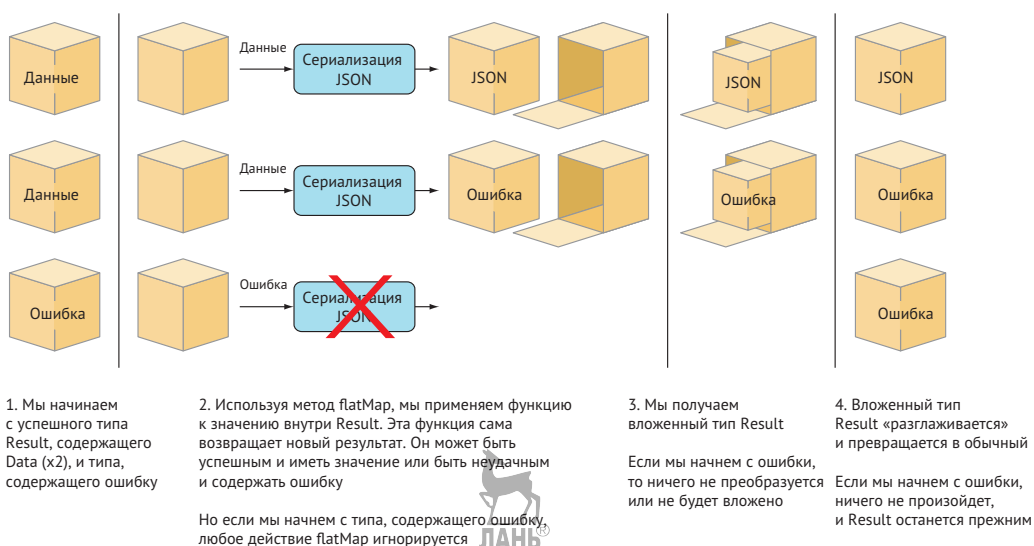 Данные
Данные
Сериализация
JSON
JSON
JSON
JSON
Данные
Данные
Сериализация
JSON
Ошибка
Ошибка
Ошибка
Ошибка
Ошибка
Сериализация
JSON
Ошибка
1. Мы начинаем
с успешного типа
Result, содержащего
Data (x2), и типа,
содержащего ошибку
2. Используя метод flatMap, мы применяем функцию
к значению внутри Result. Эта функция сама
возвращает новый результат. Он может быть
успешным и иметь значение или быть неудачным
и содержать ошибку
Но если мы начнем с типа, содержащего ошибку,
любое действие flatMap игнорируется
3. Мы получаем
вложенный тип Result
Если мы начнем с ошибки,
то ничего не преобразуется
или не будет вложено
4. Вложенный тип
Result «разглаживается»
и превращается в обычный
Если мы начнем с ошибки,
ничего не произойдет,
и Result останется прежним
ЛАНЬ®